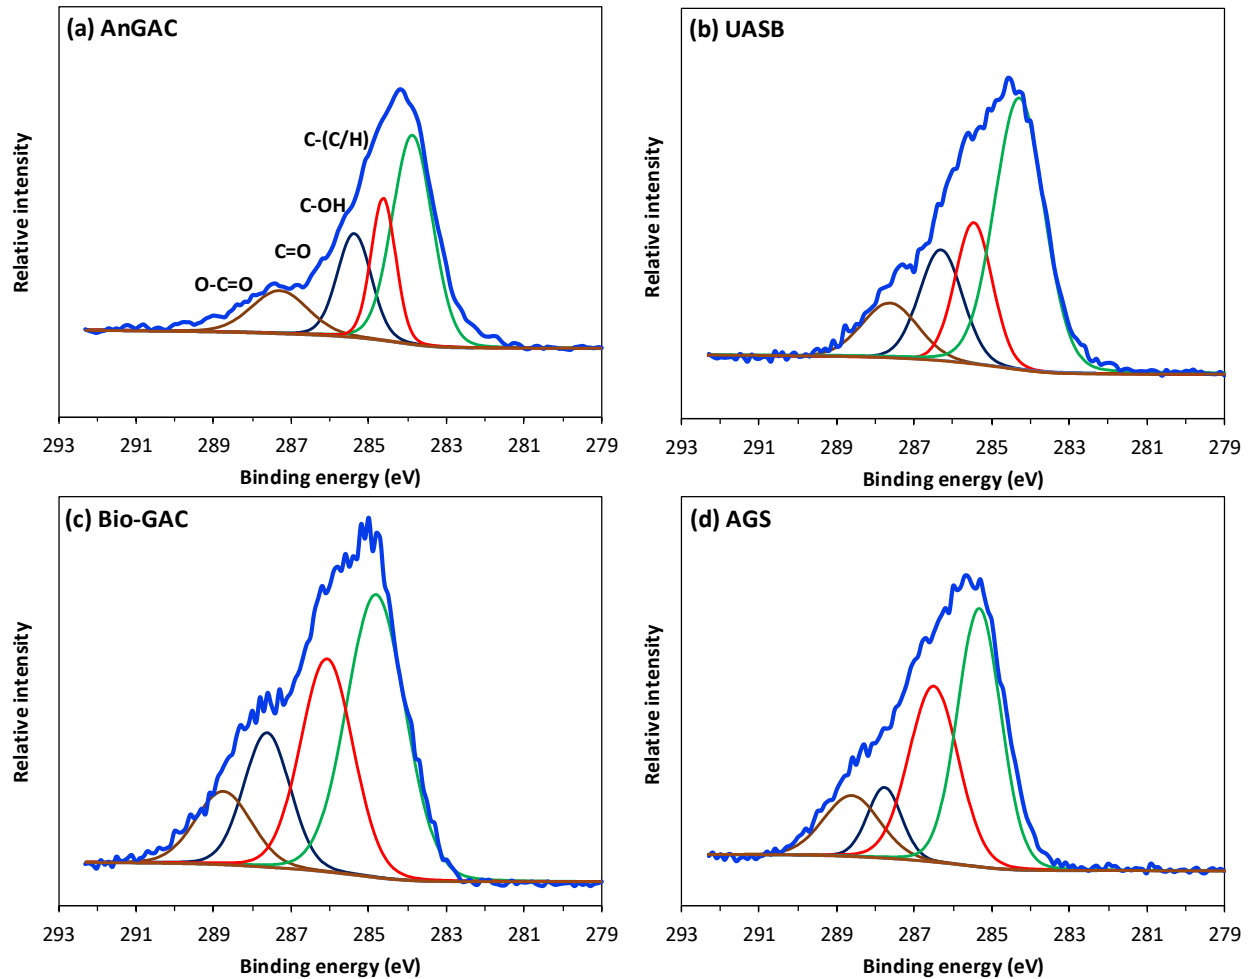 (a) AnGAC
C-(C/H)
C-OH
C=O
O-C=O
Relative intensity
293 291 289 287 285 283 281 279
Binding energy (eV)
(b) UASB
Relative intensity
293 291 289 287 285 283 281 279
Binding energy (eV)
(c) Bio-GAC
Relative intensity
293 291 289 287 285 283 281 279
Binding energy (eV)
(d) AGS
Relative intensity
293 291 289 287 285 283 281 279
Binding energy (eV)